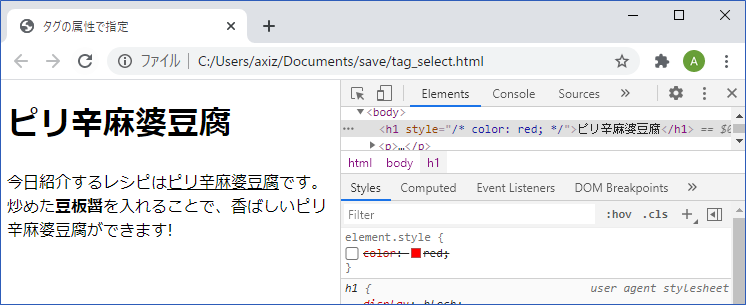 タグの属性で指定
ファイル | C:/Users/axiz/Documents/save/tag_select.html
A
ピリ辛麻婆豆腐
今日紹介するレシピはピリ辛麻婆豆腐です。
炒めた豆板醤を入れることで、香ばしいピリ
辛麻婆豆腐ができます!
Elements Console Sources »
<body>
••• <h1 style="/* color: red; */">ピリ辛麻婆豆腐</h1> == $0
<p>…</p>
html body h1
Styles Computed Event Listeners DOM Breakpoints »
Filter :hov .cls +
element.style {
color: red;
}
h1 { user agent stylesheet
display: block;